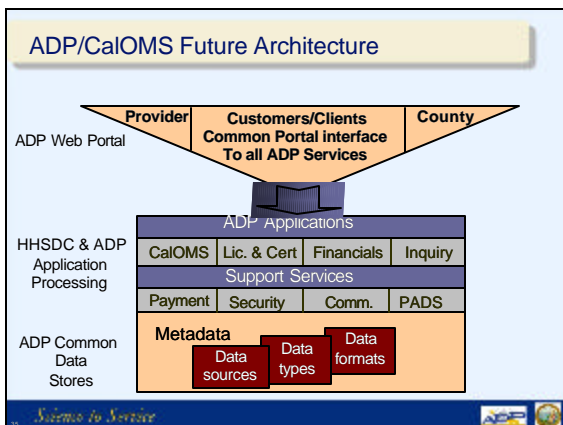 ADP/CalOMS Future Architecture
ADP Web Portal
Provider
Customers/Clients
Common Portal interface
To all ADP Services
County
HHSDC & ADP
Application
Processing
ADP Applications
CalOMS
Lic. & Cert
Financials
Inquiry
Support Services
Payment
Security
Comm.
PADS
ADP Common
Data
Stores
Metadata
Data
sources
Data
types
Data
formats
Science to Service
ADP